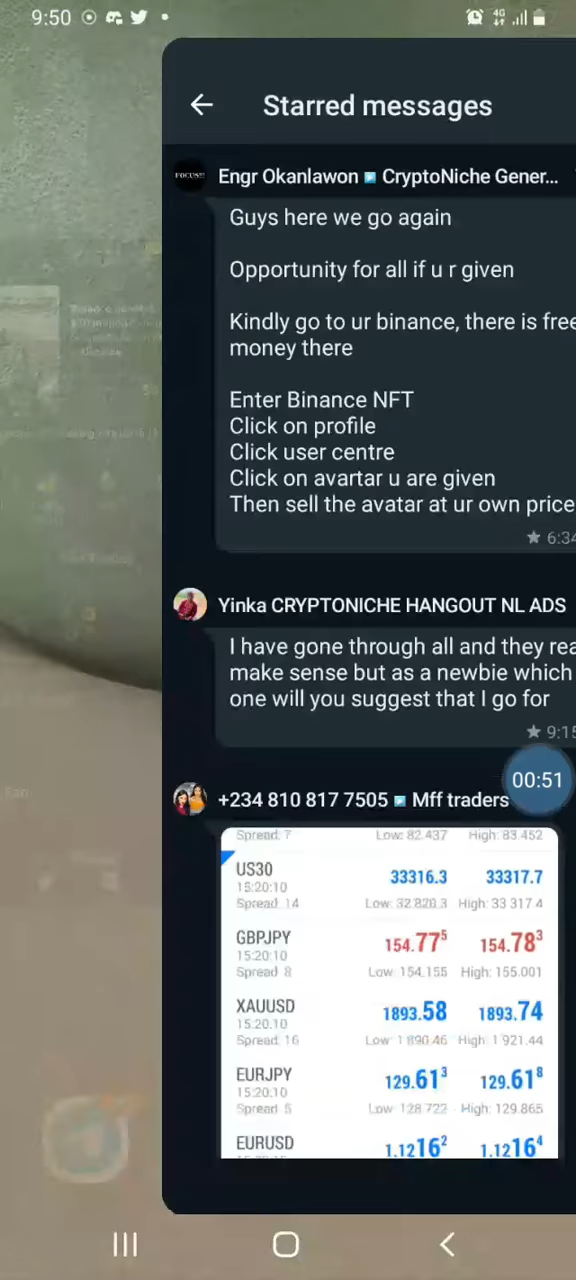 9:50
4G
Starred messages
FOCUS!!!
Engr Okanlawon ▶ CryptoNiche Gener...
Guys here we go again
Opportunity for all if u r given
Kindly go to ur binance, there is free
money there
Enter Binance NFT
Click on profile
Click user centre
Click on avartar u are given
Then sell the avatar at ur own price
★ 6:34
Yinka CRYPTONICHE HANGOUT NL ADS
I have gone through all and they rea
make sense but as a newbie which
one will you suggest that I go for
★ 9:15
00:51
+234 810 817 7505 ▶ Mff traders
Spread: 7 Low: 82.437 High: 83.452
US30 33316.3 33317.7
15:20:10
Spread: 14 Low: 32 820.3 High: 33 317.4
GBPJPY 154.775 154.783
15:20:10
Spread: 8 Low: 154.155 High: 155.001
XAUUSD 1893.58 1893.74
15:20:10
Spread: 16 Low: 1 890.46 High: 1 921.44
EURJPY 129.613 129.618
15:20:10
Spread: 5 Low: 128.722 High: 129.865
EURUSD 1.12162 1.12164